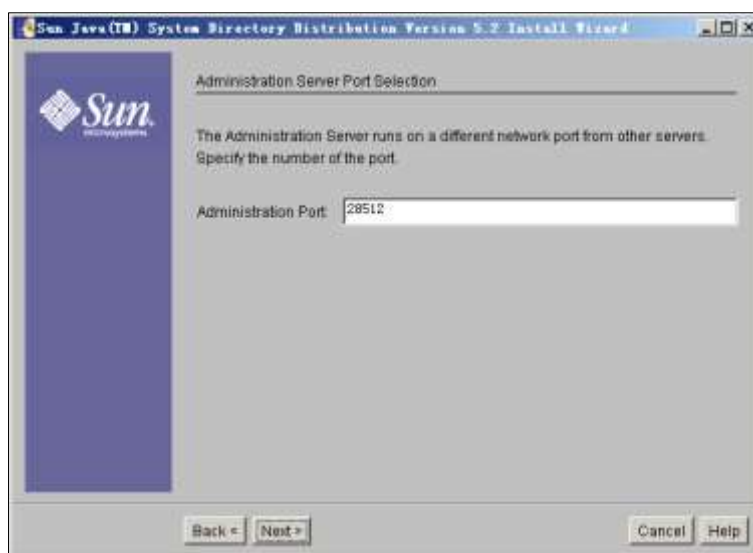 Sun Java(TM) System Directory Distribution Version 5.2 Install Wizard
Sun
microsystems
Administration Server Port Selection
The Administration Server runs on a different network port from other servers.
Specify the number of the port.
Administration Port: 28512
Back < Next > Cancel Help